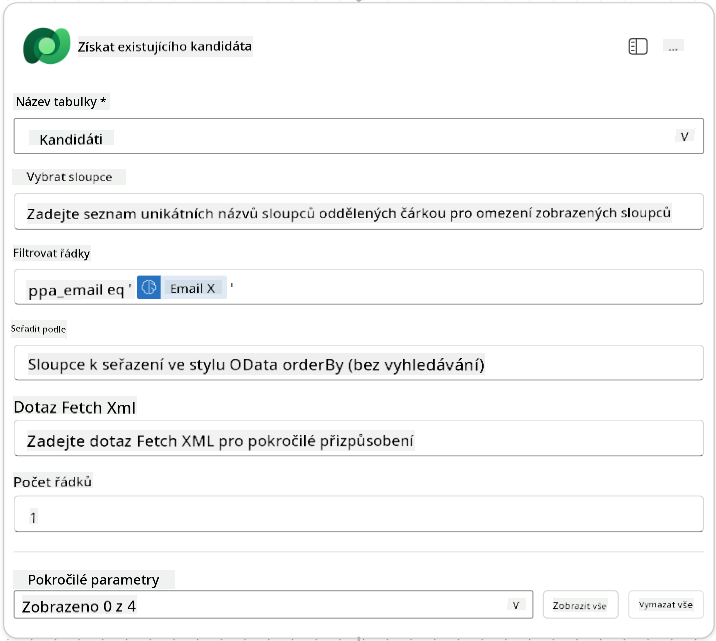 Získat existujícího kandidáta
...
Název tabulky *
Kandidáti
V
Vybrat sloupce
Zadejte seznam unikátních názvů sloupců oddělených čárkou pro omezení zobrazených sloupců
Filtrovat řádky
ppa_email eq ' Email X '
Seřadit podle
Sloupce k seřazení ve stylu OData orderBy (bez vyhledávání)
Dotaz Fetch Xml
Zadejte dotaz Fetch XML pro pokročilé přizpůsobení
Počet řádků
1
Pokročilé parametry
Zobrazeno 0 z 4 V Zobrazit vše Vymazat vše